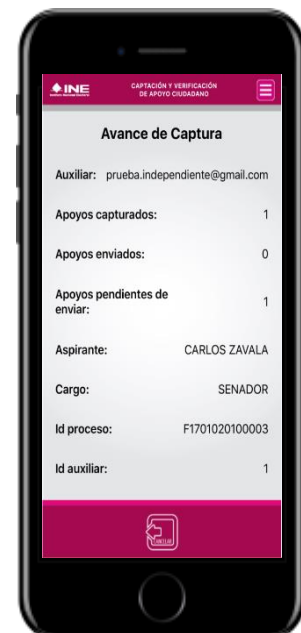 INE
CAPTACIÓN Y VERIFICACIÓN
DE APOYO CIUDADANO
Avance de Captura
Auxiliar: prueba.independiente@gmail.com
Apoyos capturados: 1
Apoyos enviados: 0
Apoyos pendientes de
enviar: 1
Aspirante: CARLOS ZAVALA
Cargo: SENADOR
Id proceso: F1701020100003
Id auxiliar: 1